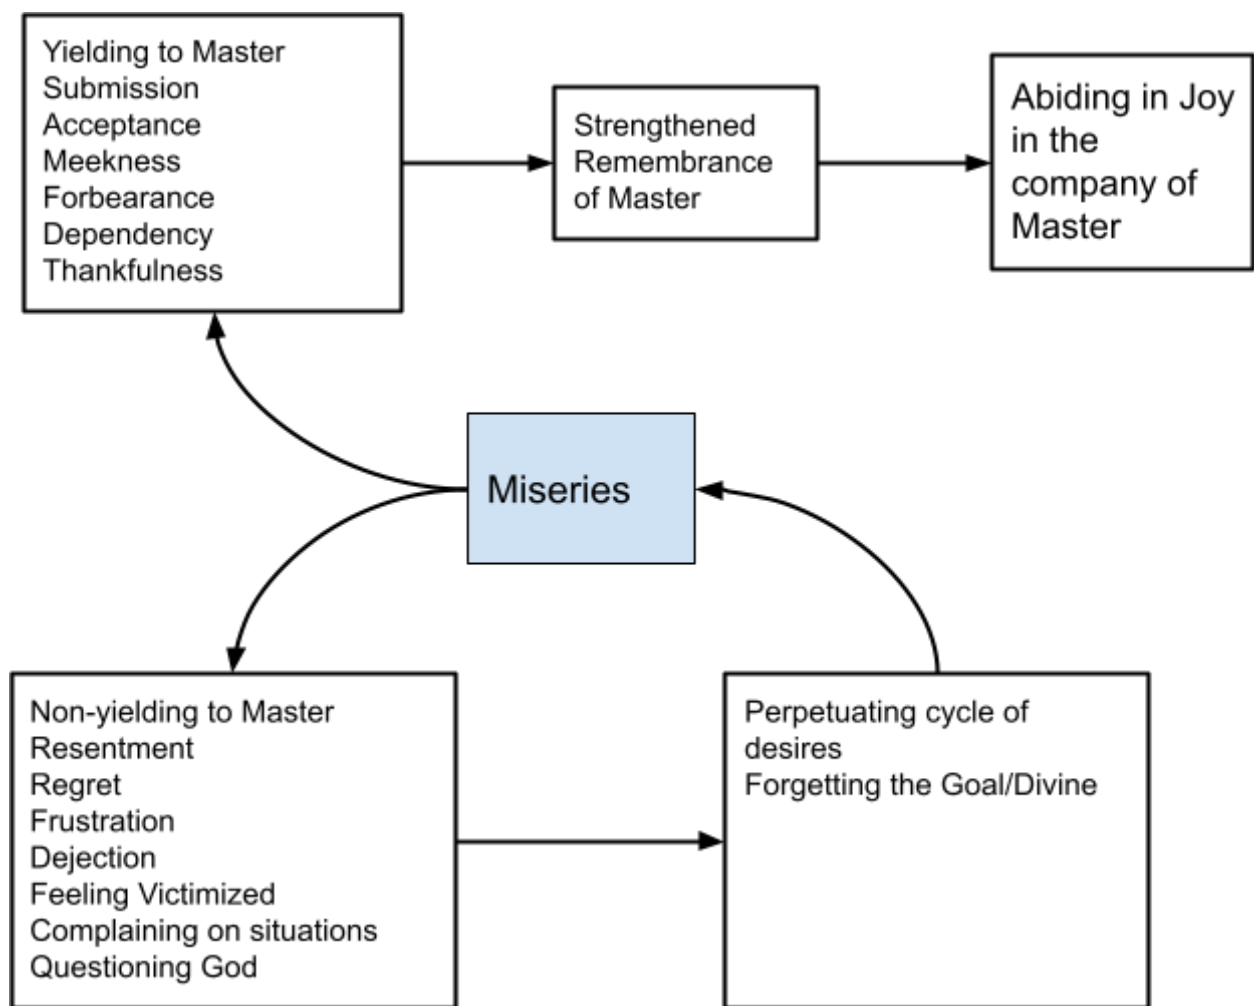 Yielding to Master
Submission
Acceptance
Meekness
Forbearance
Dependency
Thankfulness
Strengthened
Remembrance
of Master
Abiding in Joy
in the
company of
Master
Miseries
Non-yielding to Master
Resentment
Regret
Frustration
Dejection
Feeling Victimized
Complaining on situations
Questioning God
Perpetuating cycle of
desires
Forgetting the Goal/Divine